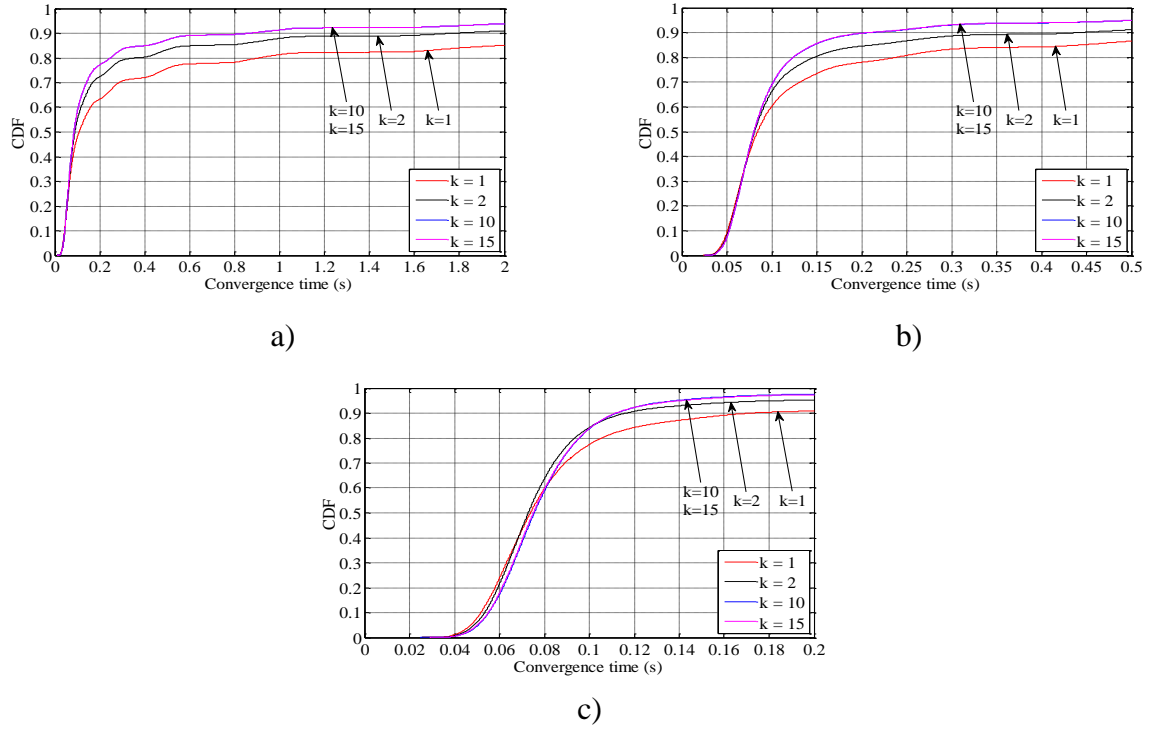 1
0.9
0.8
0.7
0.6
0.5
0.4
0.3
0.2
0.1
0
CDF
k=10
k=15
k=2
k=1
k = 1
k = 2
k = 10
k = 15
0 0.2 0.4 0.6 0.8 1 1.2 1.4 1.6 1.8 2
Convergence time (s)
a)
1
0.9
0.8
0.7
0.6
0.5
0.4
0.3
0.2
0.1
0
CDF
k=10
k=15
k=2
k=1
k = 1
k = 2
k = 10
k = 15
0 0.05 0.1 0.15 0.2 0.25 0.3 0.35 0.4 0.45 0.5
Convergence time (s)
b)
1
0.9
0.8
0.7
0.6
0.5
0.4
0.3
0.2
0.1
0
CDF
k=10
k=15
k=2
k=1
k = 1
k = 2
k = 10
k = 15
0 0.02 0.04 0.06 0.08 0.1 0.12 0.14 0.16 0.18 0.2
Convergence time (s)
c)